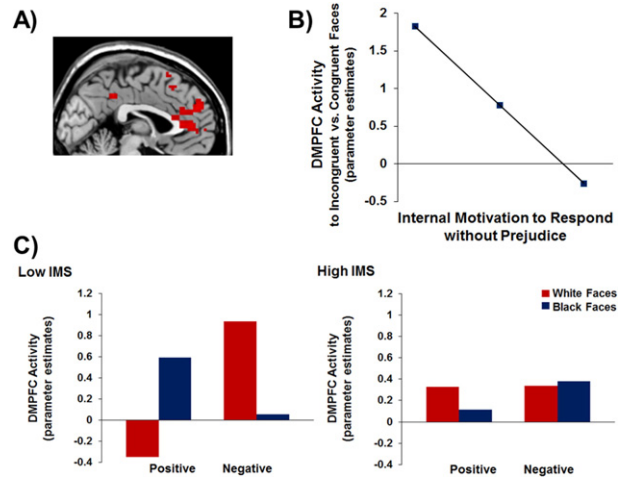 A)
B)
DMPFC Activity
to Incongruent vs. Congruent Faces
(parameter estimates)
2
1.5
1
0.5
0
-0.5
Internal Motivation to Respond
without Prejudice
C)
Low IMS
DMPFC Activity
(parameter estimates)
1.2
1
0.8
0.6
0.4
0.2
0
-0.2
-0.4
Positive
Negative
High IMS
White Faces
Black Faces
DMPFC Activity
(parameter estimates)
1.2
1
0.8
0.6
0.4
0.2
0
-0.2
-0.4
Positive
Negative